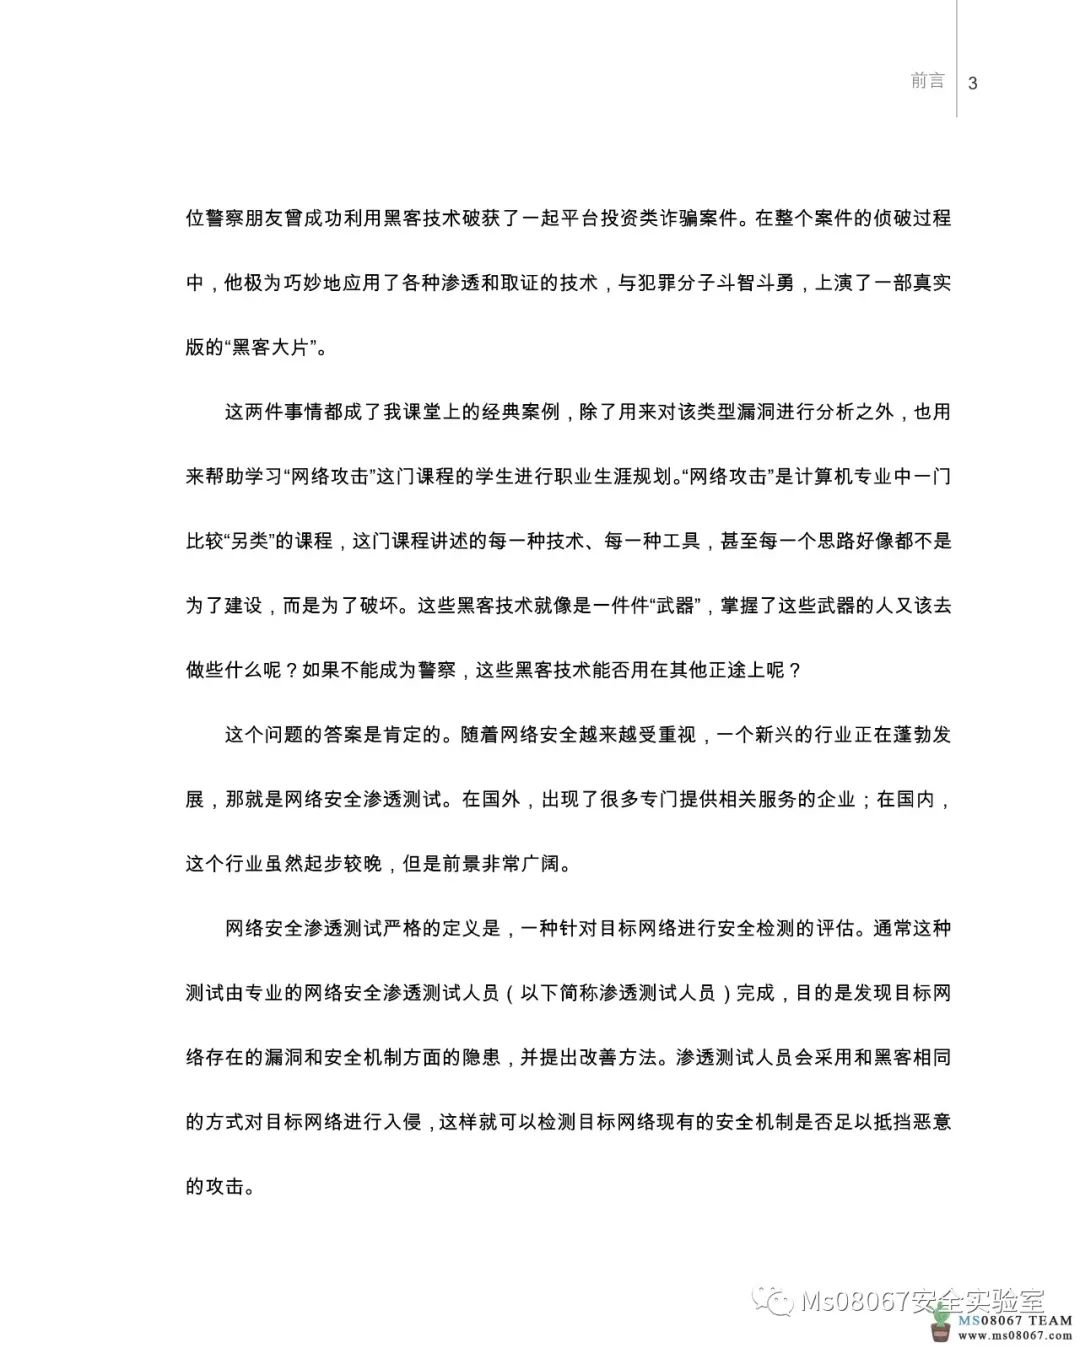 前言 3
位警察朋友曾成功利用黑客技术破获了一起平台投资类诈骗案件。在整个案件的侦破过程
中，他极为巧妙地应用了各种渗透和取证的技术，与犯罪分子斗智斗勇，上演了一部真实
版的“黑客大片”。
这两件事情都成了我课堂上的经典案例，除了用来对该类型漏洞进行分析之外，也用
来帮助学习“网络攻击”这门课程的学生进行职业生涯规划。“网络攻击”是计算机专业中一门
比较“另类”的课程，这门课程讲述的每一种技术、每一种工具，甚至每一个思路好像都不是
为了建设，而是为了破坏。这些黑客技术就像是一件件“武器”，掌握了这些武器的人又该去
做些什么呢？如果不能成为警察，这些黑客技术能否用在其他正途上呢？
这个问题的答案是肯定的。随着网络安全越来越受重视，一个新兴的行业正在蓬勃发
展，那就是网络安全渗透测试。在国外，出现了很多专门提供相关服务的企业；在国内，
这个行业虽然起步较晚，但是前景非常广阔。
网络安全渗透测试严格的定义是，一种针对目标网络进行安全检测的评估。通常这种
测试由专业的网络安全渗透测试人员（以下简称渗透测试人员）完成，目的是发现目标网
络存在的漏洞和安全机制方面的隐患，并提出改善方法。渗透测试人员会采用和黑客相同
的方式对目标网络进行入侵，这样就可以检测目标网络现有的安全机制是否足以抵挡恶意
的攻击。
Ms08067安全实验室
MS08067 TEAM
www.ms08067.com